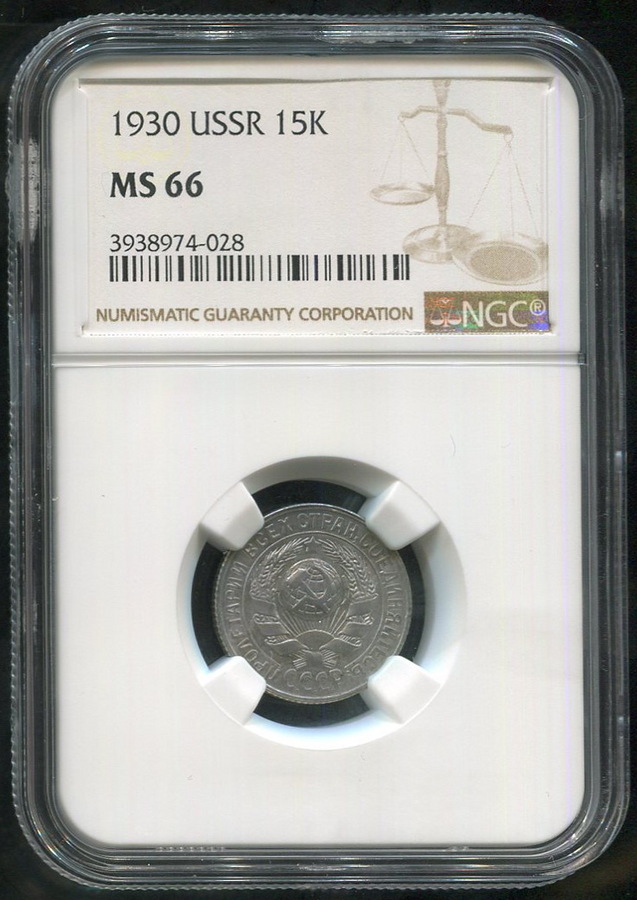 1930 USSR 15K
MS 66
3938974-028
NUMISMATIC GUARANTY CORPORATION
NGC®
ПРОЛЕТАРИИ ВСЕХ СТРАН, СОЕДИНЯЙТЕСЬ!
СССР